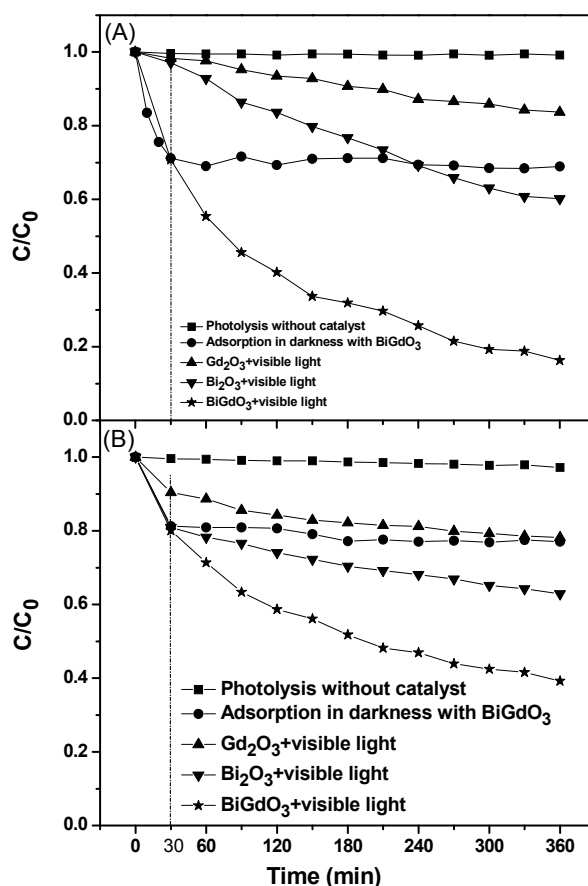 (A)
1.0
0.8
0.6
0.4
0.2
0.0
C/C₀
Photolysis without catalyst
Adsorption in darkness with BiGdO₃
Gd₂O₃+visible light
Bi₂O₃+visible light
BiGdO₃+visible light
(B)
1.0
0.8
0.6
0.4
0.2
0.0
C/C₀
Photolysis without catalyst
Adsorption in darkness with BiGdO₃
Gd₂O₃+visible light
Bi₂O₃+visible light
BiGdO₃+visible light
0 30 60 120 180 240 300 360
Time (min)